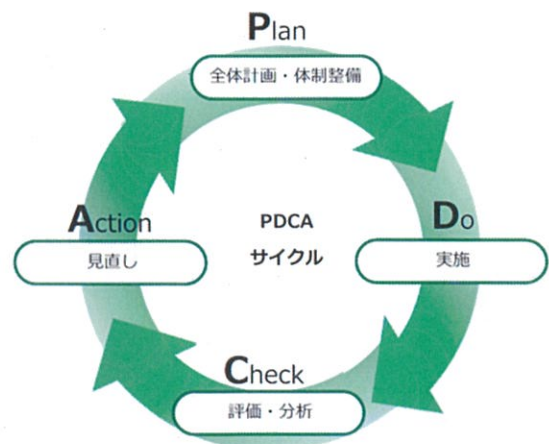 Plan
全体計画・体制整備
Do
実施
Check
評価・分析
Action
見直し
PDCA
サイクル